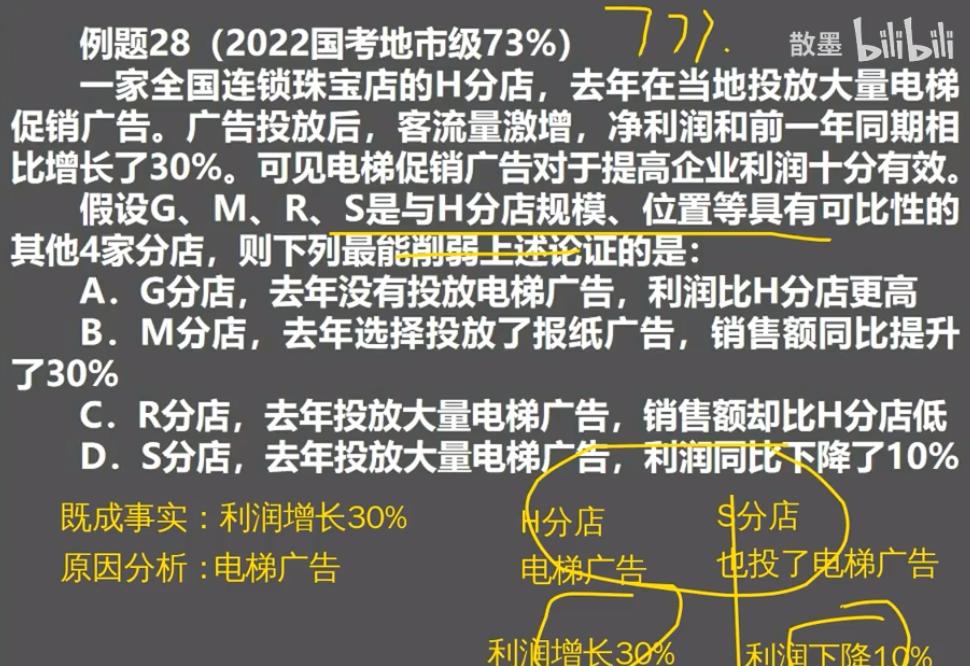 例题28（2022国考地市级73%）
77%.
散墨 bilibili
一家全国连锁珠宝店的H分店，去年在当地投放大量电梯
促销广告。广告投放后，客流量激增，净利润和前一年同期相
比增长了30%。可见电梯促销广告对于提高企业利润十分有效。
假设G、M、R、S是与H分店规模、位置等具有可比性的
其他4家分店，则下列最能削弱上述论证的是：
A．G分店，去年没有投放电梯广告，利润比H分店更高
B．M分店，去年选择投放了报纸广告，销售额同比提升
了30%
C．R分店，去年投放大量电梯广告，销售额却比H分店低
D．S分店，去年投放大量电梯广告，利润同比下降了10%
既成事实：利润增长30%
原因分析：电梯广告
H分店 S分店
电梯广告 也投了电梯广告
利润增长30% 利润下降10%